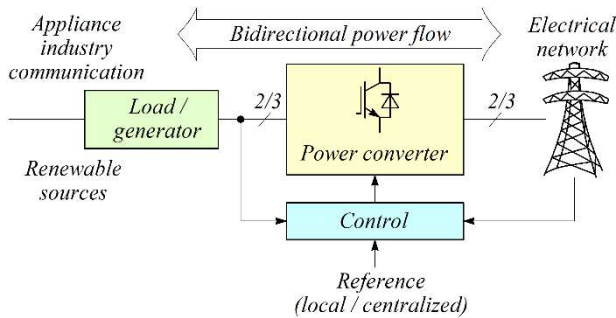 Appliance
industry
communication
Bidirectional power flow
Electrical
network
Load /
generator
2/3
Power converter
2/3
Renewable
sources
Control
Reference
(local / centralized)